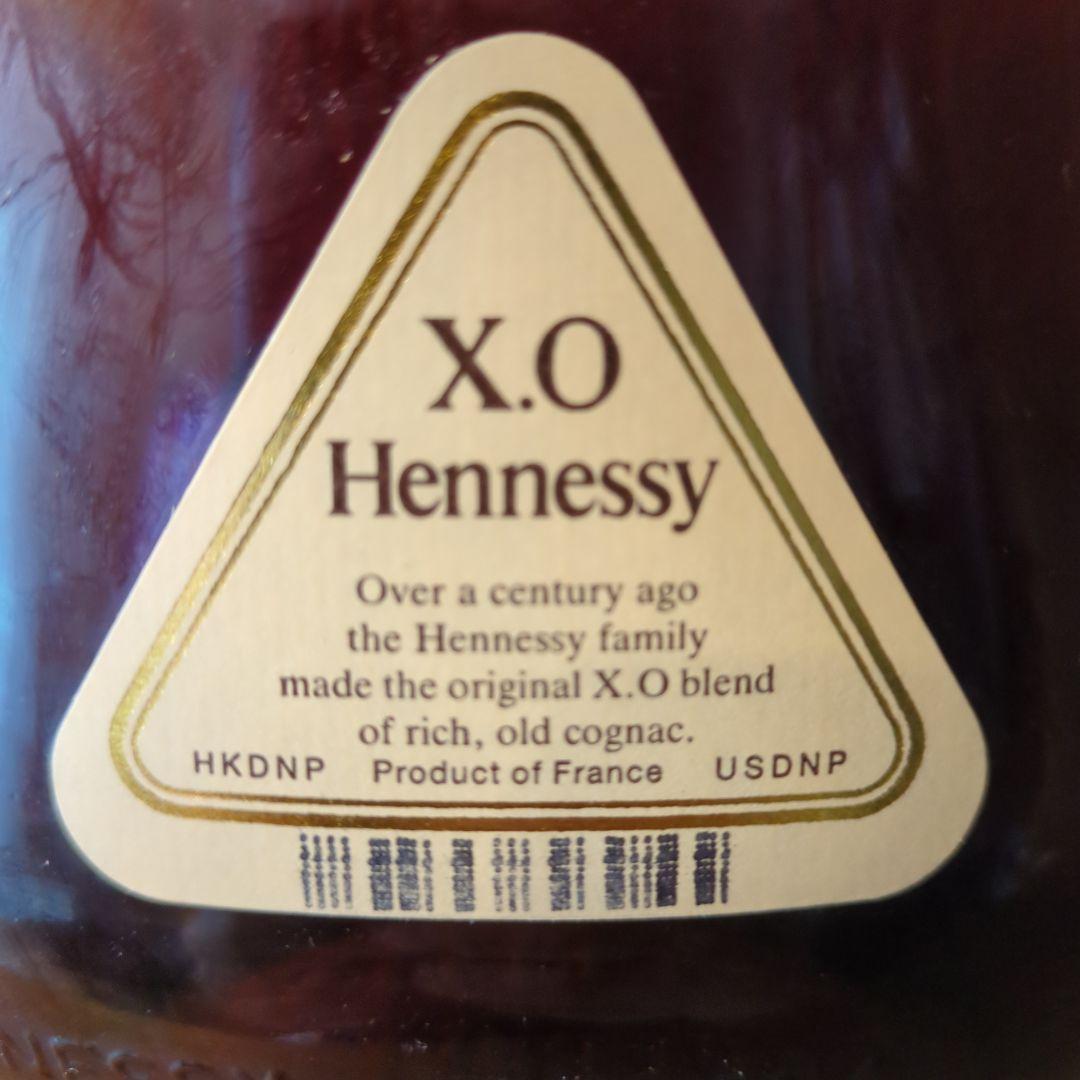 X.O
Hennessy
Over a century ago
the Hennessy family
made the original X.O blend
of rich, old cognac.
HKDNP Product of France USDNP